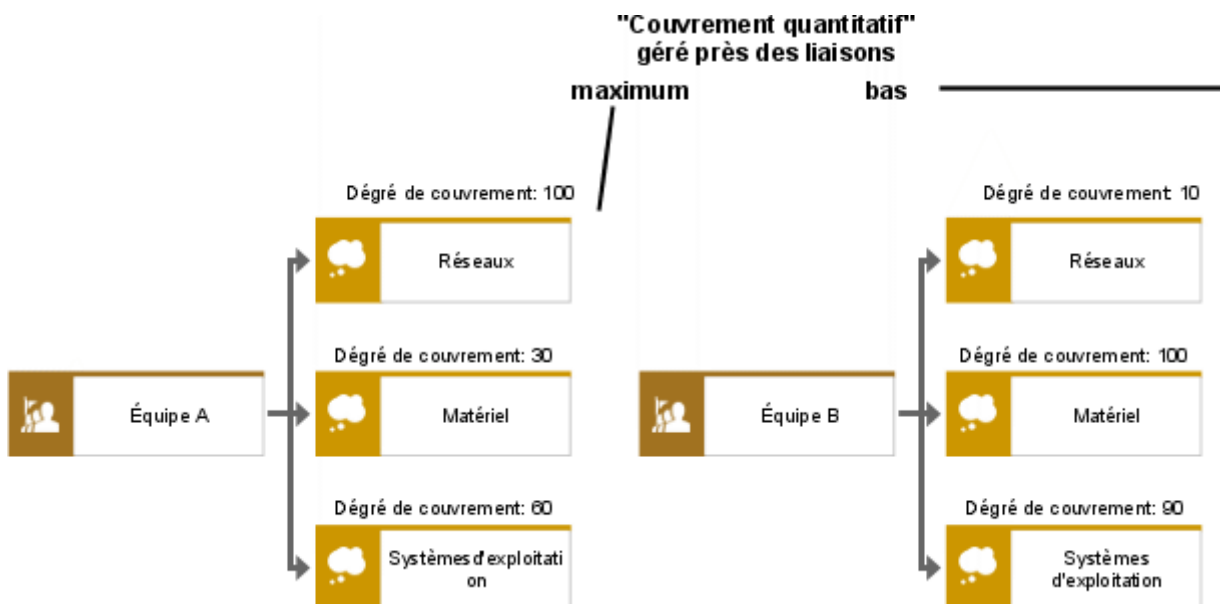 "Couvrement quantitatif"
géré près des liaisons
maximum
bas
Dégré de couvrement: 100
Réseaux
Dégré de couvrement: 30
Équipe A
Matériel
Dégré de couvrement: 60
Systèmes d'exploitati
on
Dégré de couvrement: 10
Réseaux
Dégré de couvrement: 100
Équipe B
Matériel
Dégré de couvrement: 90
Systèmes
d'exploitation